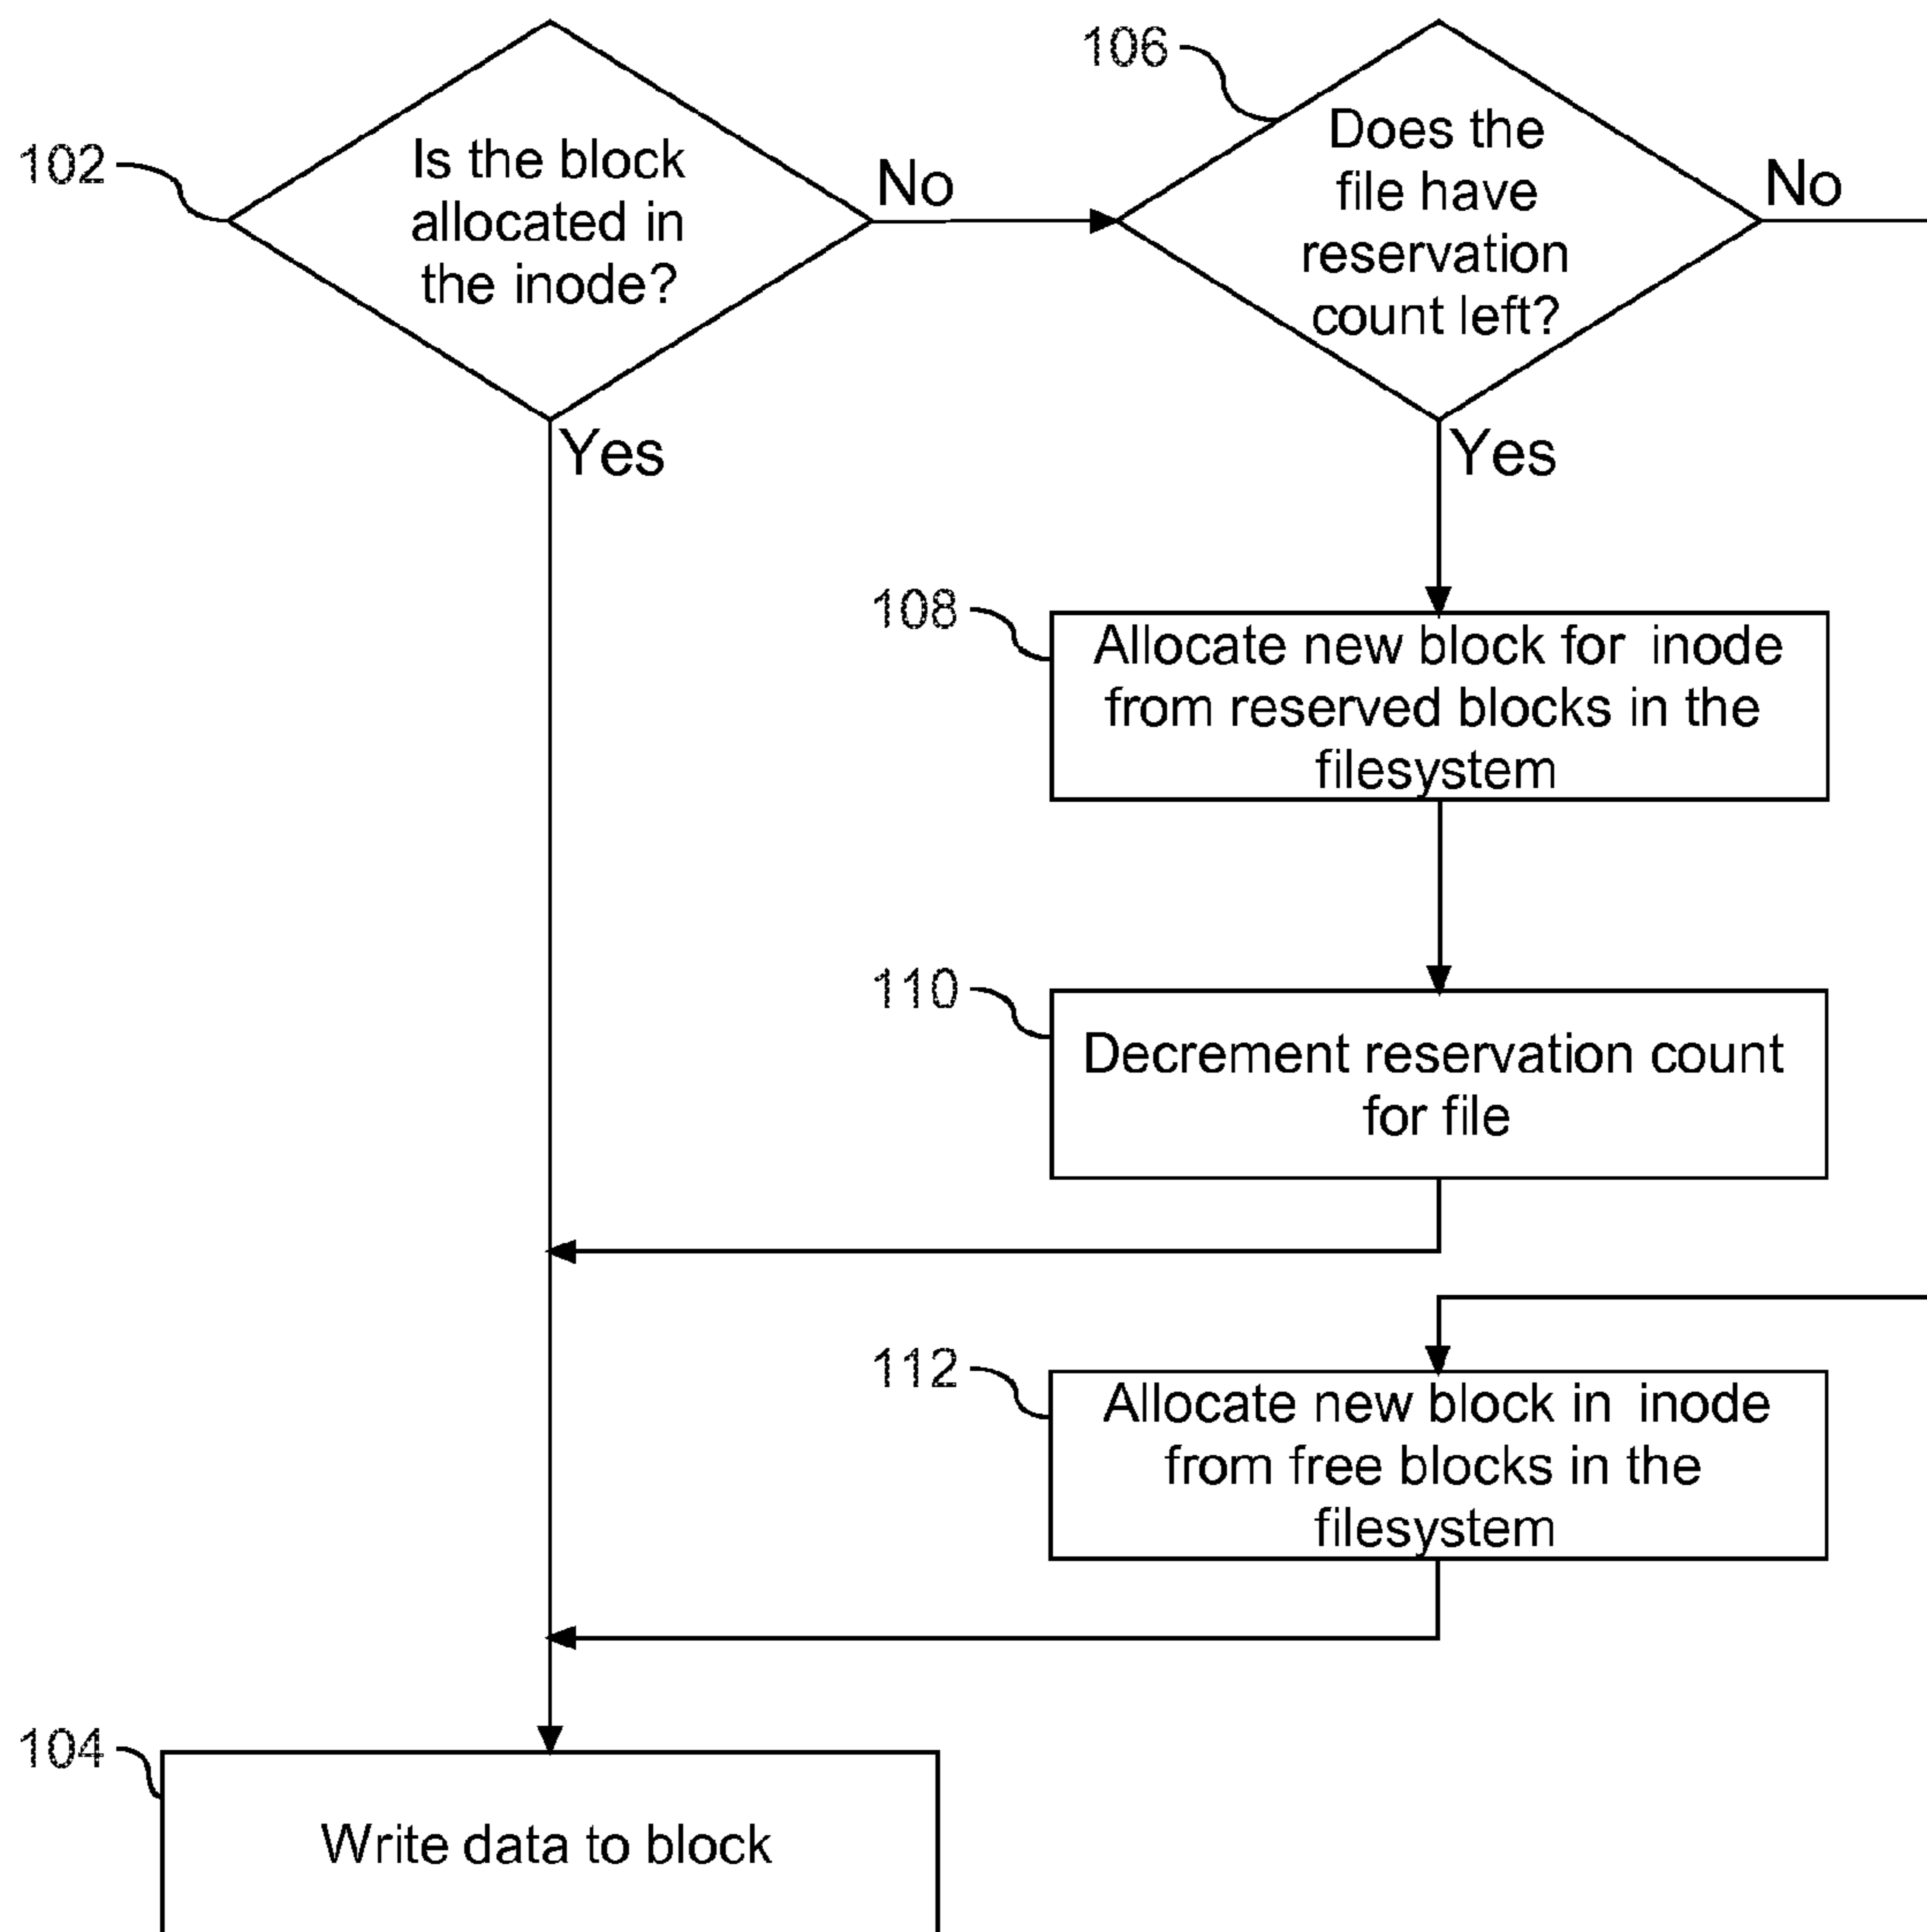 102
Is the block
allocated in
the inode?
No
Yes
106
Does the
file have
reservation
count left?
No
Yes
108
Allocate new block for inode
from reserved blocks in the
filesystem
110
Decrement reservation count
for file
112
Allocate new block in inode
from free blocks in the
filesystem
104
Write data to block